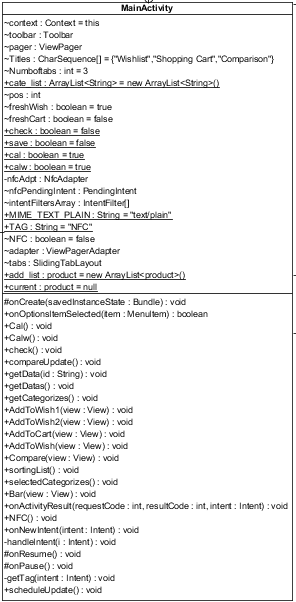 MainActivity
~context : Context = this
~toolbar : Toolbar
~pager : ViewPager
~Titles : CharSequence[] = {"Wishlist","Shopping Cart","Comparison"}
~Numboftabs : int = 3
+cate_list : ArrayList<String> = new ArrayList<String>()
~pos : int
~freshWish : boolean = true
~freshCart : boolean = false
+check : boolean = false
+save : boolean = false
+cal : boolean = true
+calw : boolean = true
-nfcAdpt : NfcAdapter
~nfcPendingIntent : PendingIntent
~intentFiltersArray : IntentFilter[]
+MIME_TEXT_PLAIN : String = "text/plain"
+TAG : String = "NFC"
~NFC : boolean = false
~adapter : ViewPagerAdapter
~tabs : SlidingTabLayout
+add_list : product = new ArrayList<product>()
+current : product = null
#onCreate(savedInstanceState : Bundle) : void
+onOptionsItemSelected(item : MenuItem) : boolean
+Cal() : void
+Calw() : void
+check() : void
+compareUpdate() : void
+getData(id : String) : void
+getDatas() : void
+getCategorizes() : void
+AddToWish1(view : View) : void
+AddToWish2(view : View) : void
+AddToCart(view : View) : void
+AddToWish(view : View) : void
+Compare(view : View) : void
+sortingList() : void
+selectedCategorizes() : void
+Bar(view : View) : void
+onActivityResult(requestCode : int, resultCode : int, intent : Intent) : void
+NFC() : void
+onNewIntent(intent : Intent) : void
-handleIntent(i : Intent) : void
#onResume() : void
#onPause() : void
-getTag(intent : Intent) : void
+scheduleUpdate() : void